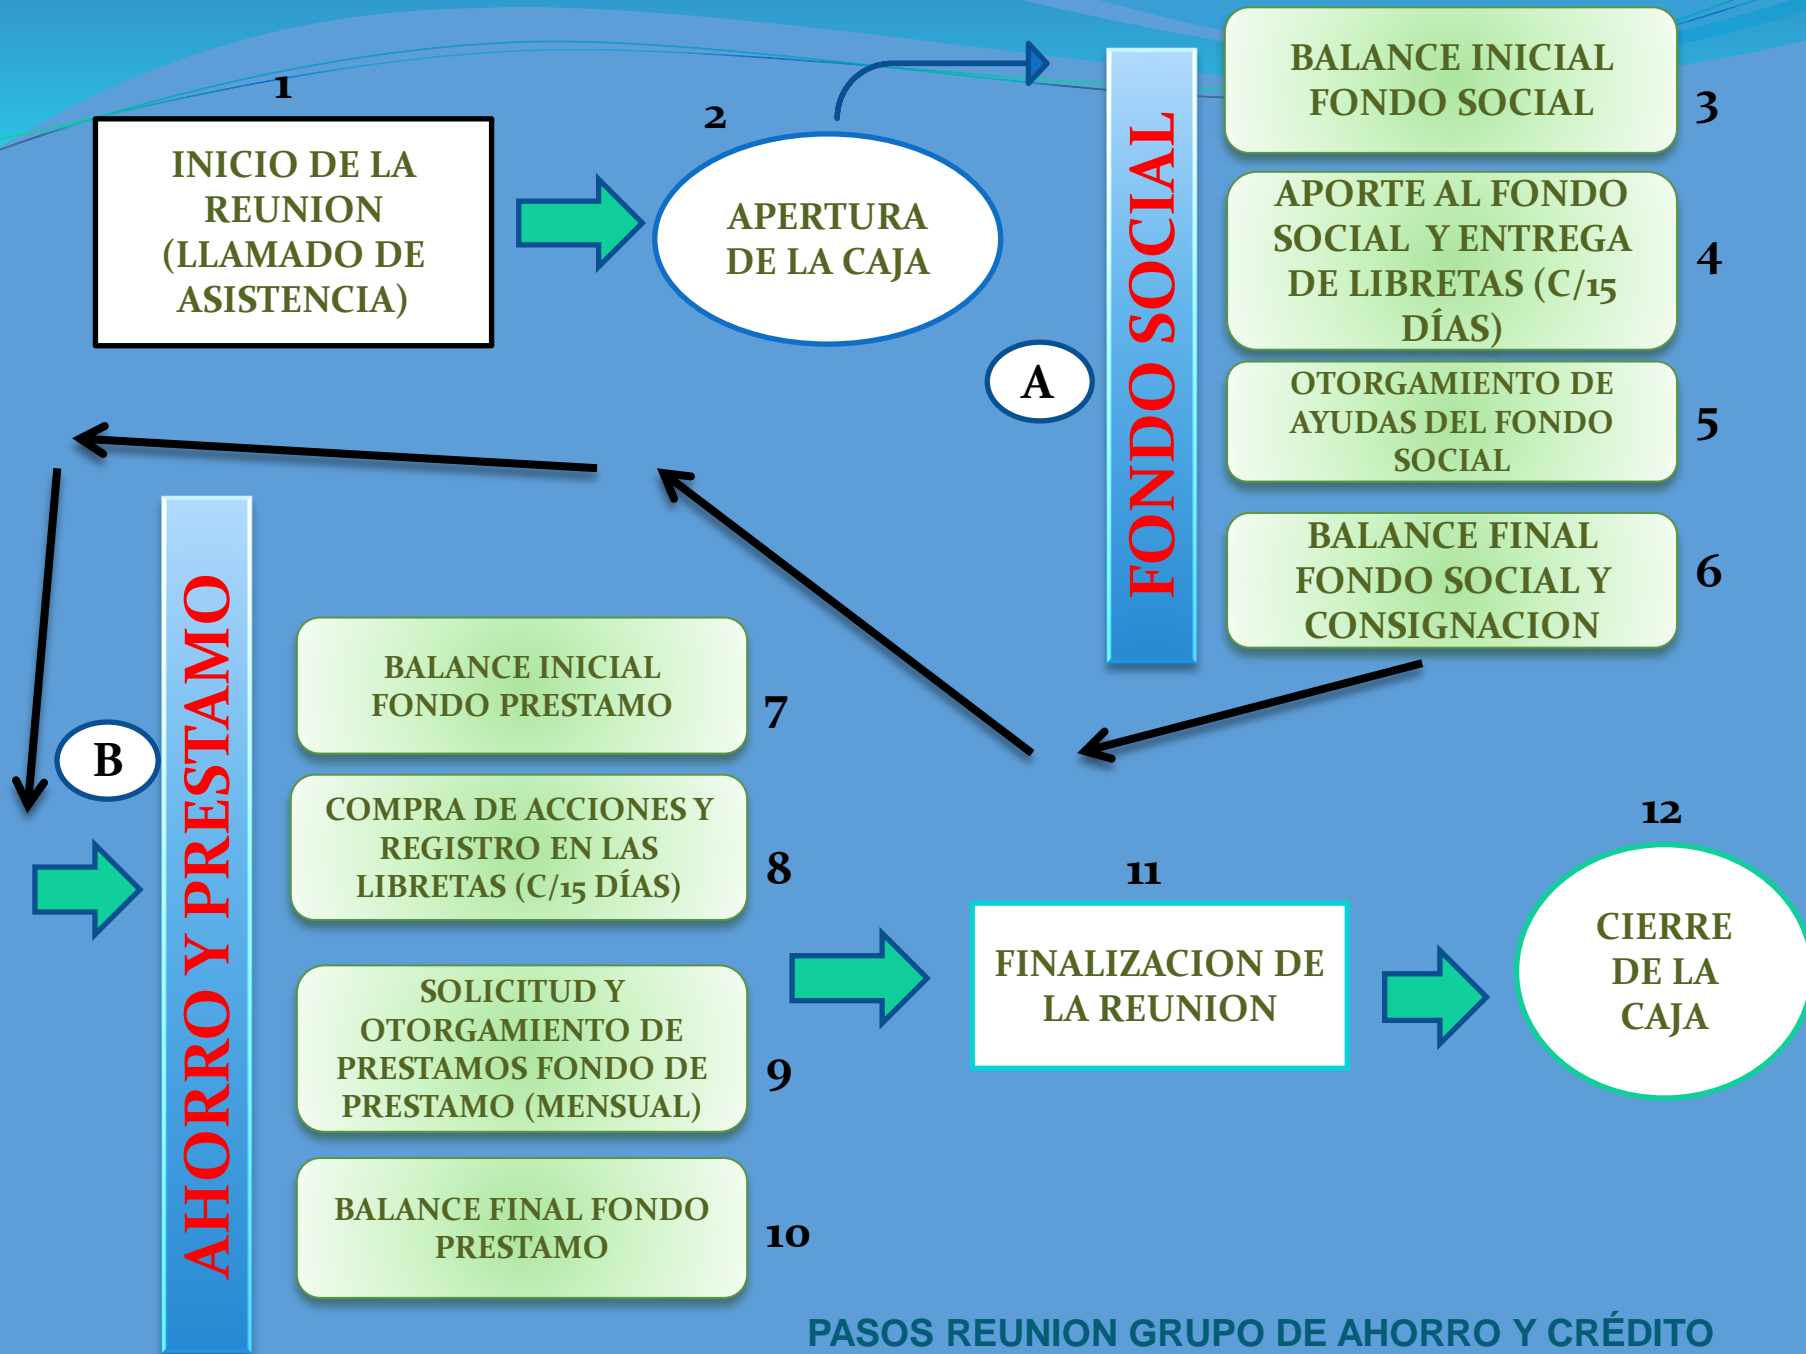 1
INICIO DE LA
REUNION
(LLAMADO DE
ASISTENCIA)
2
APERTURA
DE LA CAJA
A
FONDO SOCIAL
BALANCE INICIAL
FONDO SOCIAL
3
APORTE AL FONDO
SOCIAL Y ENTREGA
DE LIBRETAS (C/15
DÍAS)
4
OTORGAMIENTO DE
AYUDAS DEL FONDO
SOCIAL
5
BALANCE FINAL
FONDO SOCIAL Y
CONSIGNACION
6
B
AHORRO Y PRESTAMO
BALANCE INICIAL
FONDO PRESTAMO
7
COMPRA DE ACCIONES Y
REGISTRO EN LAS
LIBRETAS (C/15 DÍAS)
8
SOLICITUD Y
OTORGAMIENTO DE
PRESTAMOS FONDO DE
PRESTAMO (MENSUAL)
9
BALANCE FINAL FONDO
PRESTAMO
10
11
FINALIZACION DE
LA REUNION
12
CIERRE
DE LA
CAJA
PASOS REUNION GRUPO DE AHORRO Y CRÉDITO